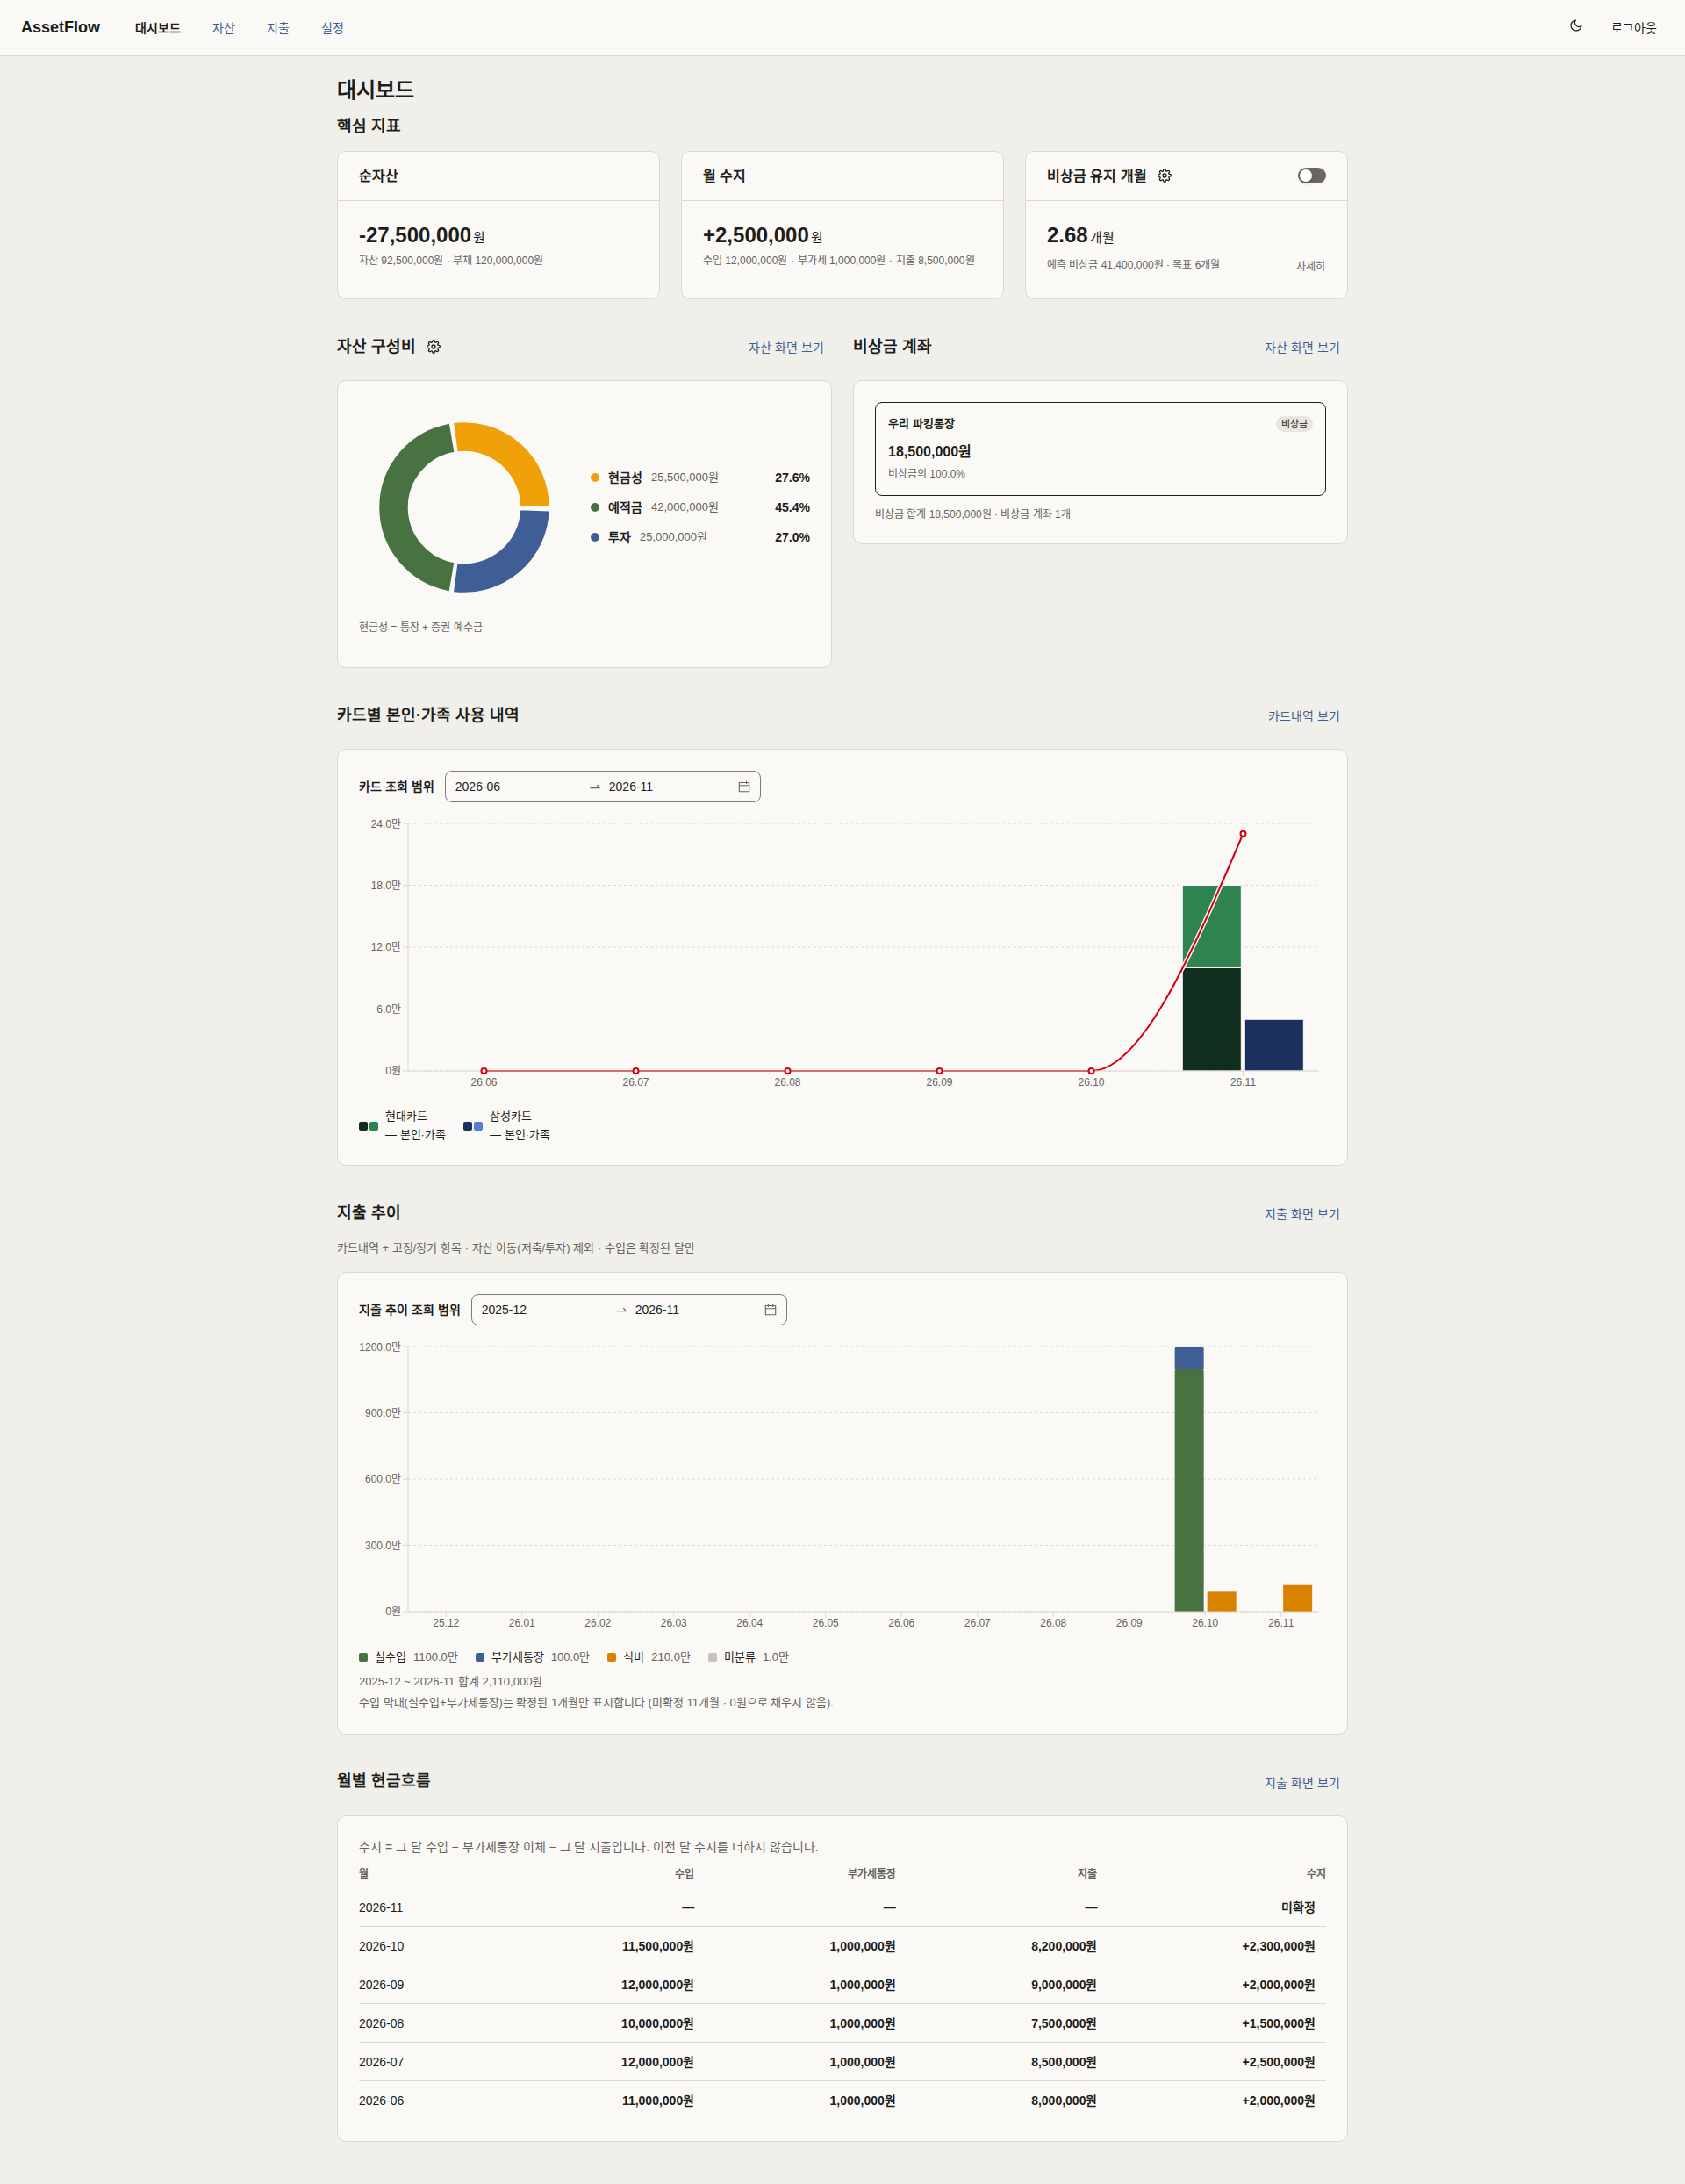 AssetFlow 대시보드 자산 지출 설정 로그아웃
대시보드
핵심 지표
순자산
-27,500,000원
자산 92,500,000원 · 부채 120,000,000원
월 수지
+2,500,000원
수입 12,000,000원 · 부가세 1,000,000원 · 지출 8,500,000원
비상금 유지 개월
2.68개월
예측 비상금 41,400,000원 · 목표 6개월 자세히
자산 구성비 자산 화면 보기
현금성 25,500,000원 27.6%
예적금 42,000,000원 45.4%
투자 25,000,000원 27.0%
현금성 = 통장 + 증권 예수금
비상금 계좌 자산 화면 보기
우리 파킹통장 비상금
18,500,000원
비상금의 100.0%
비상금 합계 18,500,000원 · 비상금 계좌 1개
카드별 본인·가족 사용 내역 카드내역 보기
카드 조회 범위 2026-06 → 2026-11
24.0만
18.0만
12.0만
6.0만
0원
26.06 26.07 26.08 26.09 26.10 26.11
현대카드
— 본인·가족
삼성카드
— 본인·가족
지출 추이 지출 화면 보기
카드내역 + 고정/정기 항목 · 자산 이동(저축/투자) 제외 · 수입은 확정된 달만
지출 추이 조회 범위 2025-12 → 2026-11
1200.0만
900.0만
600.0만
300.0만
0원
25.12 26.01 26.02 26.03 26.04 26.05 26.06 26.07 26.08 26.09 26.10 26.11
실수입 1100.0만 부가세통장 100.0만 식비 210.0만 미분류 1.0만
2025-12 ~ 2026-11 합계 2,110,000원
수입 막대(실수입+부가세통장)는 확정된 1개월만 표시합니다 (미확정 11개월 · 0원으로 채우지 않음).
월별 현금흐름 지출 화면 보기
수지 = 그 달 수입 − 부가세통장 이체 − 그 달 지출입니다. 이전 달 수지를 더하지 않습니다.
월 수입 부가세통장 지출 수지
2026-11 — — — 미확정
2026-10 11,500,000원 1,000,000원 8,200,000원 +2,300,000원
2026-09 12,000,000원 1,000,000원 9,000,000원 +2,000,000원
2026-08 10,000,000원 1,000,000원 7,500,000원 +1,500,000원
2026-07 12,000,000원 1,000,000원 8,500,000원 +2,500,000원
2026-06 11,000,000원 1,000,000원 8,000,000원 +2,000,000원